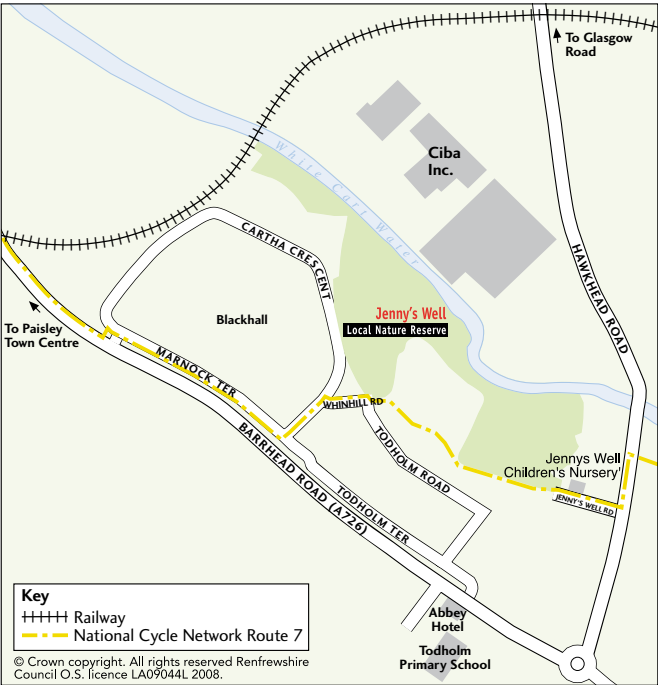 To Glasgow
Road
Ciba
Inc.
White Cart Water
CARTHA CRESCENT
HAWKHEAD ROAD
Blackhall
Jenny's Well
Local Nature Reserve
To Paisley
Town Centre
MARNOCK TER
WHINHILL RD
TODHOLM ROAD
BARRHEAD ROAD (A726)
TODHOLM TER
Jennys Well
Children's Nursery'
JENNY'S WELL RD
Abbey
Hotel
Todholm
Primary School
Key
Railway
National Cycle Network Route 7
© Crown copyright. All rights reserved Renfrewshire
Council O.S. licence LA09044L 2008.